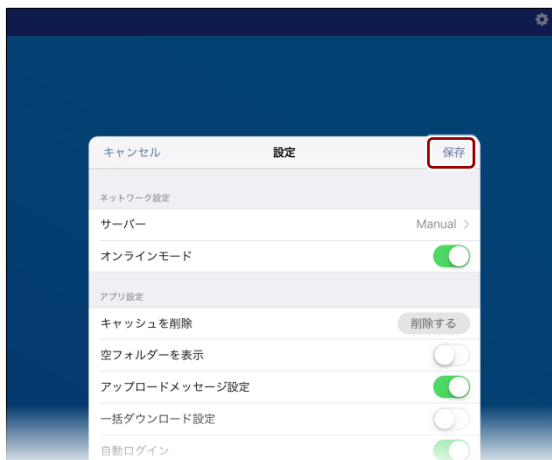 キャンセル 設定 保存
ネットワーク設定
サーバー Manual >
オンラインモード
アプリ設定
キャッシュを削除 削除する
空フォルダーを表示
アップロードメッセージ設定
一括ダウンロード設定
自動ログイン